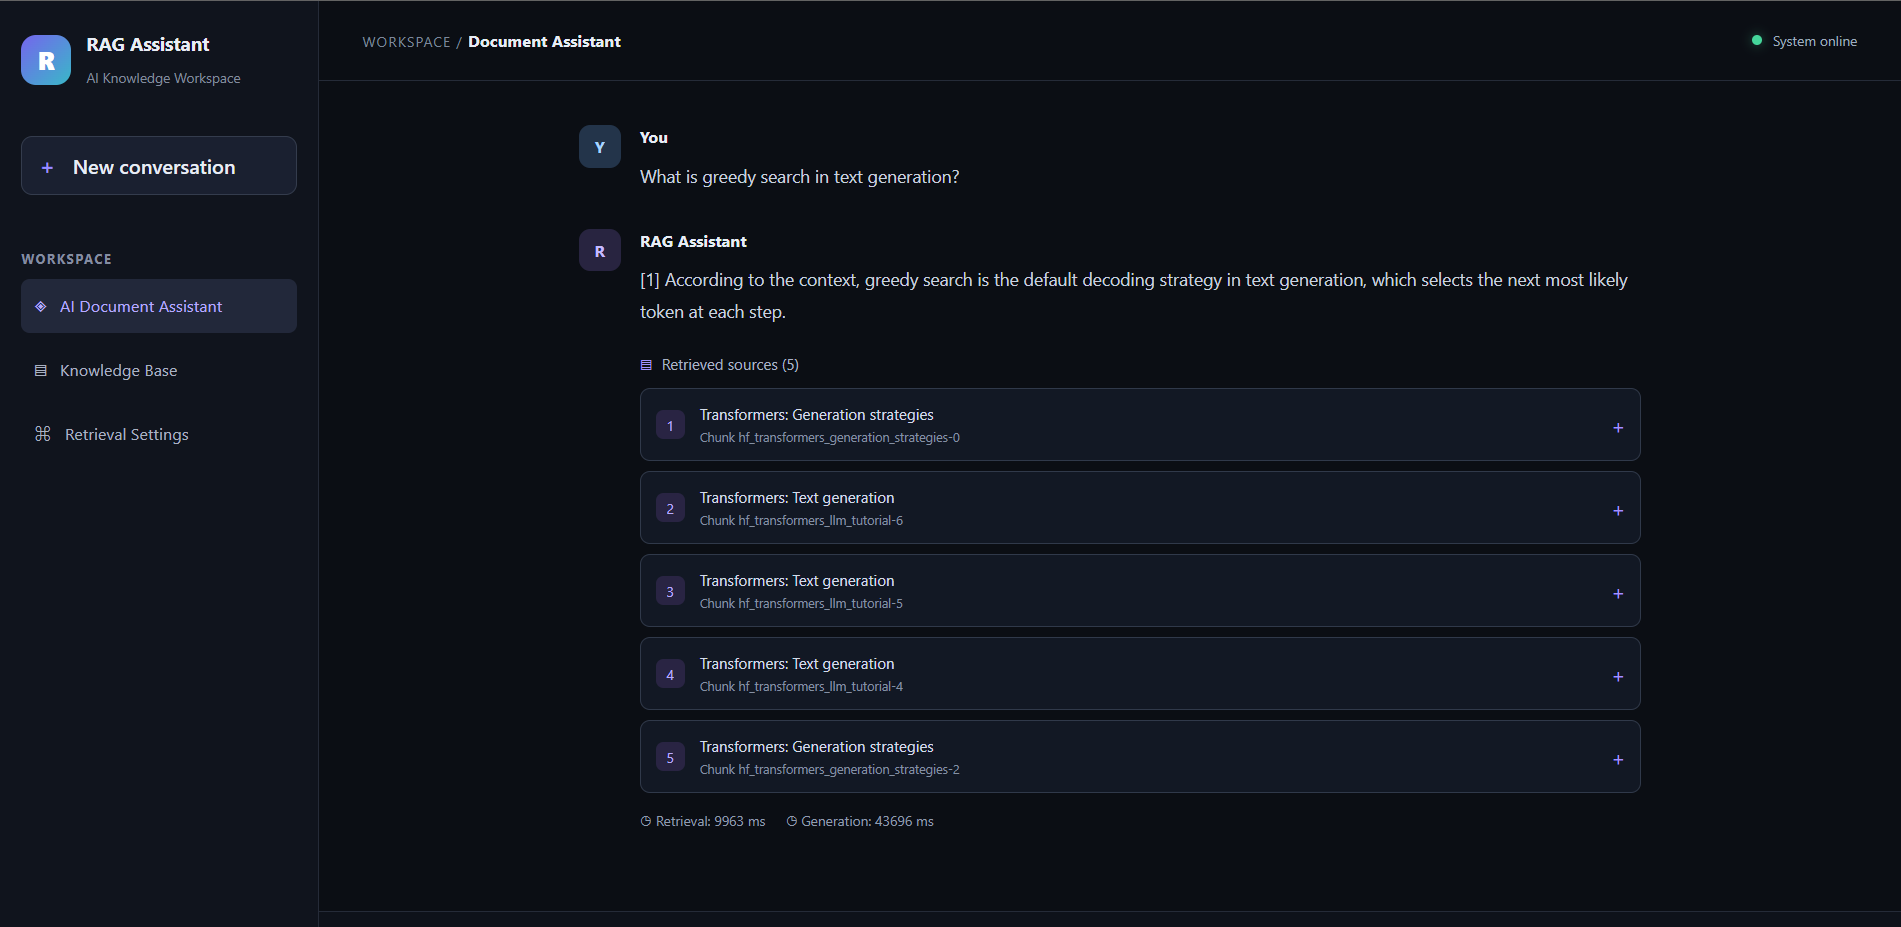 R
RAG Assistant
AI Knowledge Workspace
+ New conversation
WORKSPACE
AI Document Assistant
Knowledge Base
⌘ Retrieval Settings
WORKSPACE / Document Assistant
System online
Y
You
What is greedy search in text generation?
R
RAG Assistant
[1] According to the context, greedy search is the default decoding strategy in text generation, which selects the next most likely
token at each step.
Retrieved sources (5)
1
Transformers: Generation strategies
Chunk hf_transformers_generation_strategies-0
+
2
Transformers: Text generation
Chunk hf_transformers_llm_tutorial-6
+
3
Transformers: Text generation
Chunk hf_transformers_llm_tutorial-5
+
4
Transformers: Text generation
Chunk hf_transformers_llm_tutorial-4
+
5
Transformers: Generation strategies
Chunk hf_transformers_generation_strategies-2
+
Retrieval: 9963 ms Generation: 43696 ms